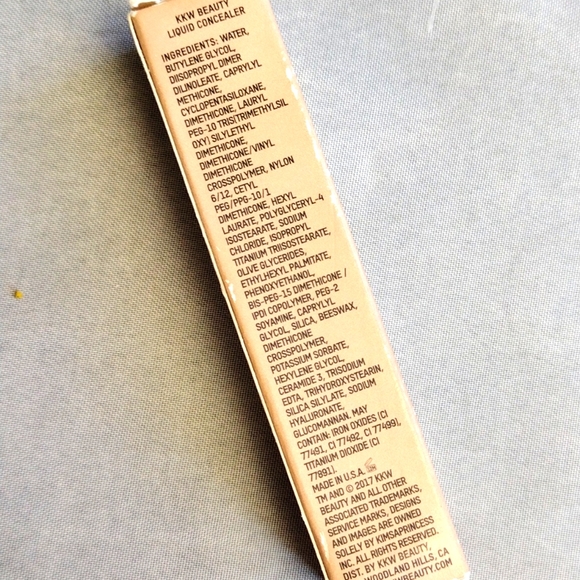 KKW BEAUTY
LIQUID CONCEALER
INGREDIENTS: WATER,
BUTYLENE GLYCOL,
DIISOPROPYL DIMER
DILINOLEATE, CAPRYLYL
METHICONE,
CYCLOPENTASILOXANE,
DIMETHICONE, LAURYL
PEG-10 TRIS(TRIMETHYLSIL
OXY) SILYLETHYL
DIMETHICONE,
DIMETHICONE/VINYL
DIMETHICONE
CROSSPOLYMER, NYLON
6/12, CETYL
PEG/PPG-10/1
DIMETHICONE, HEXYL
LAURATE, POLYGLYCERYL-4
ISOSTEARATE, SODIUM
CHLORIDE, ISOPROPYL
TITANIUM TRIISOSTEARATE,
OLIVE GLYCERIDES,
ETHYLHEXYL PALMITATE,
PHENOXYETHANOL,
BIS-PEG-15 DIMETHICONE /
IPDI COPOLYMER, PEG-2
SOYAMINE, CAPRYLYL
GLYCOL, SILICA, BEESWAX,
DIMETHICONE
CROSSPOLYMER,
POTASSIUM SORBATE,
HEXYLENE GLYCOL,
CERAMIDE 3, TRISODIUM
EDTA, TRIHYDROXYSTEARIN,
SILICA SILYLATE, SODIUM
HYALURONATE,
GLUCOMANNAN. MAY
CONTAIN: IRON OXIDES (CI
77491, CI 77492, CI 77499),
TITANIUM DIOXIDE (CI
77891).
MADE IN U.S.A.
TM AND © 2017 KKW
BEAUTY AND ALL OTHER
ASSOCIATED TRADEMARKS,
SERVICE MARKS, DESIGNS
AND IMAGES ARE OWNED
SOLELY BY KIMSAPRINCESS
INC. ALL RIGHTS RESERVED.
DIST. BY KKW BEAUTY,
WOODLAND HILLS, CA
BEAUTY.COM